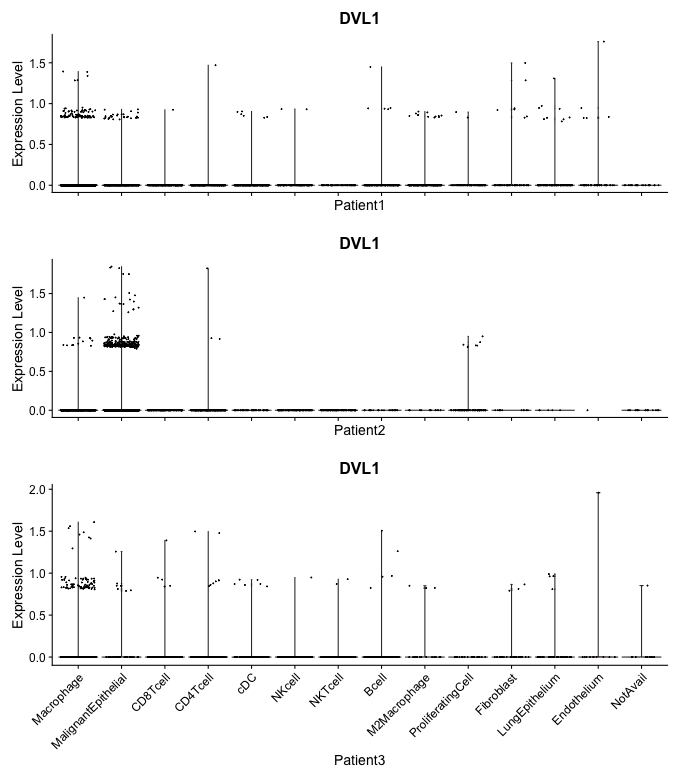 DVL1
Expression Level
1.5
1.0
0.5
0.0
Patient1
DVL1
Expression Level
1.5
1.0
0.5
0.0
Patient2
DVL1
Expression Level
2.0
1.5
1.0
0.5
0.0
Macrophage
MalignantEpithelial
CD8Tcell
CD4Tcell
cDC
NKcell
NKTcell
Bcell
M2Macrophage
ProliferatingCell
Fibroblast
LungEpithelium
Endothelium
NotAvail
Patient3